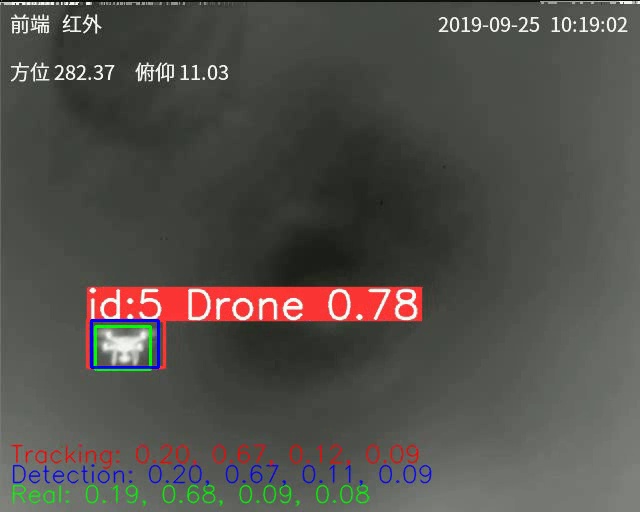 前端 红外
2019-09-25 10:19:02
方位 282.37 俯仰 11.03
id:5 Drone 0.78
Tracking: 0.20, 0.67, 0.12, 0.09
Detection: 0.20, 0.67, 0.11, 0.09
Real: 0.19, 0.68, 0.09, 0.08